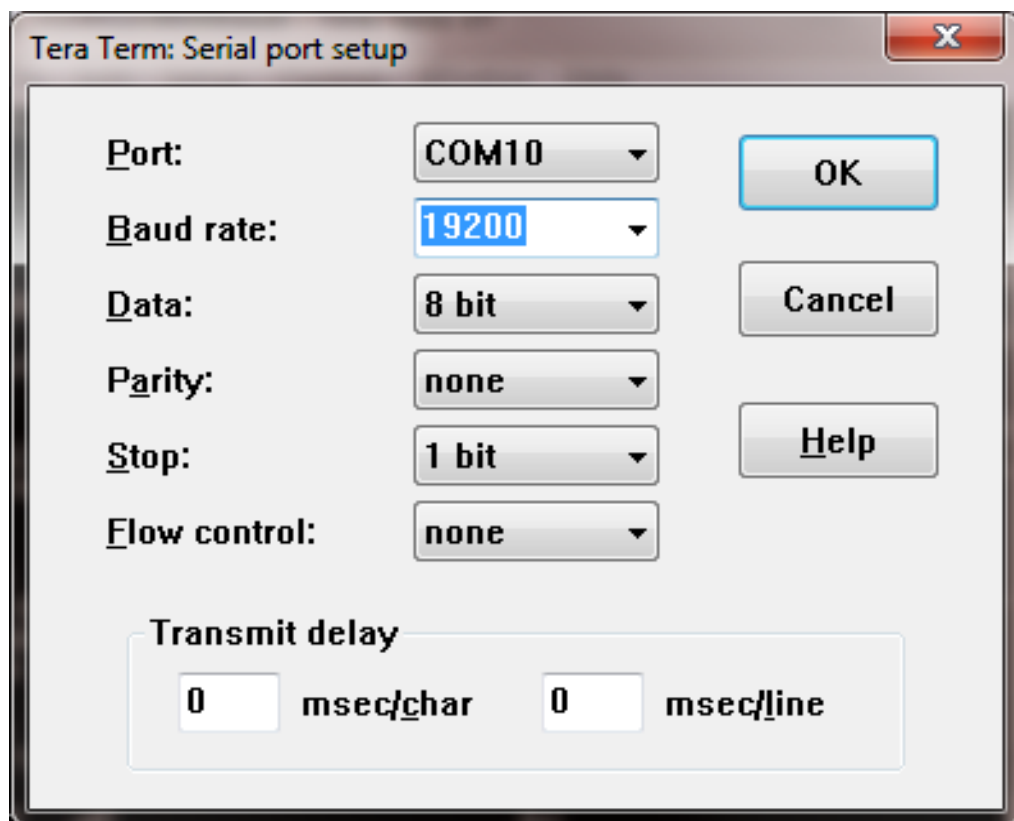 Tera Term: Serial port setup
Port: COM10
OK
Baud rate: 19200
Data: 8 bit
Cancel
Parity: none
Stop: 1 bit
Help
Flow control: none
Transmit delay
0 msec/char 0 msec/line